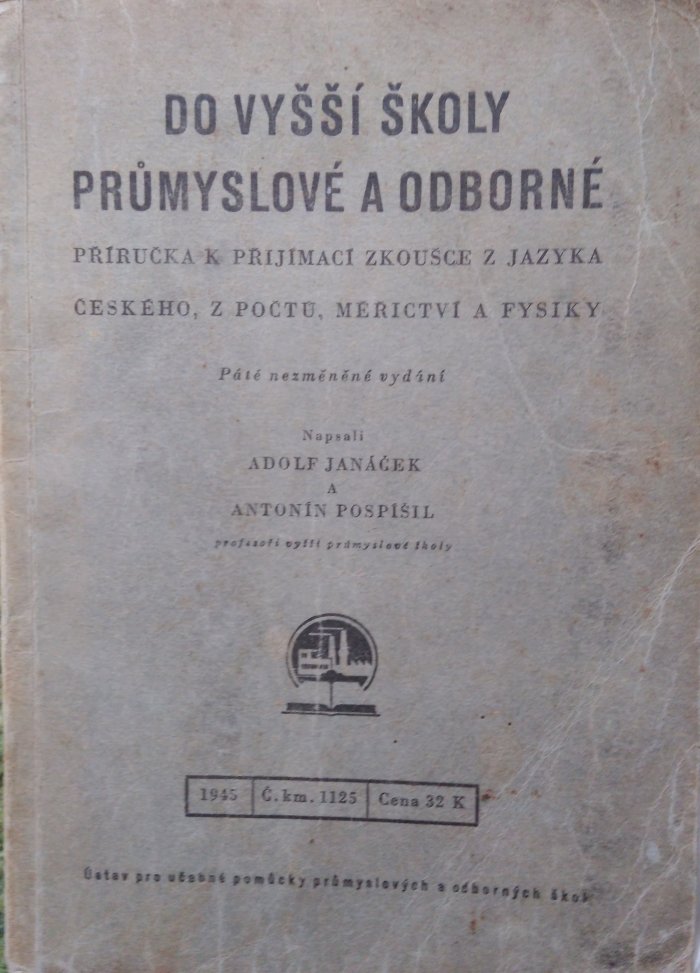 DO VYŠŠÍ ŠKOLY
PRŮMYSLOVÉ A ODBORNÉ
PŘÍRUČKA K PŘIJÍMACÍ ZKOUŠCE Z JAZYKA
ČESKÉHO, Z POČTŮ, MĚŘICTVÍ A FYSIKY
Páté nezměněné vydání
Napsali
ADOLF JANÁČEK
A
ANTONÍN POSPÍŠIL
profesoři vyšší průmyslové školy
1945 Č. km. 1125 Cena 32 K
Ústav pro učebné pomůcky průmyslových a odborných škol